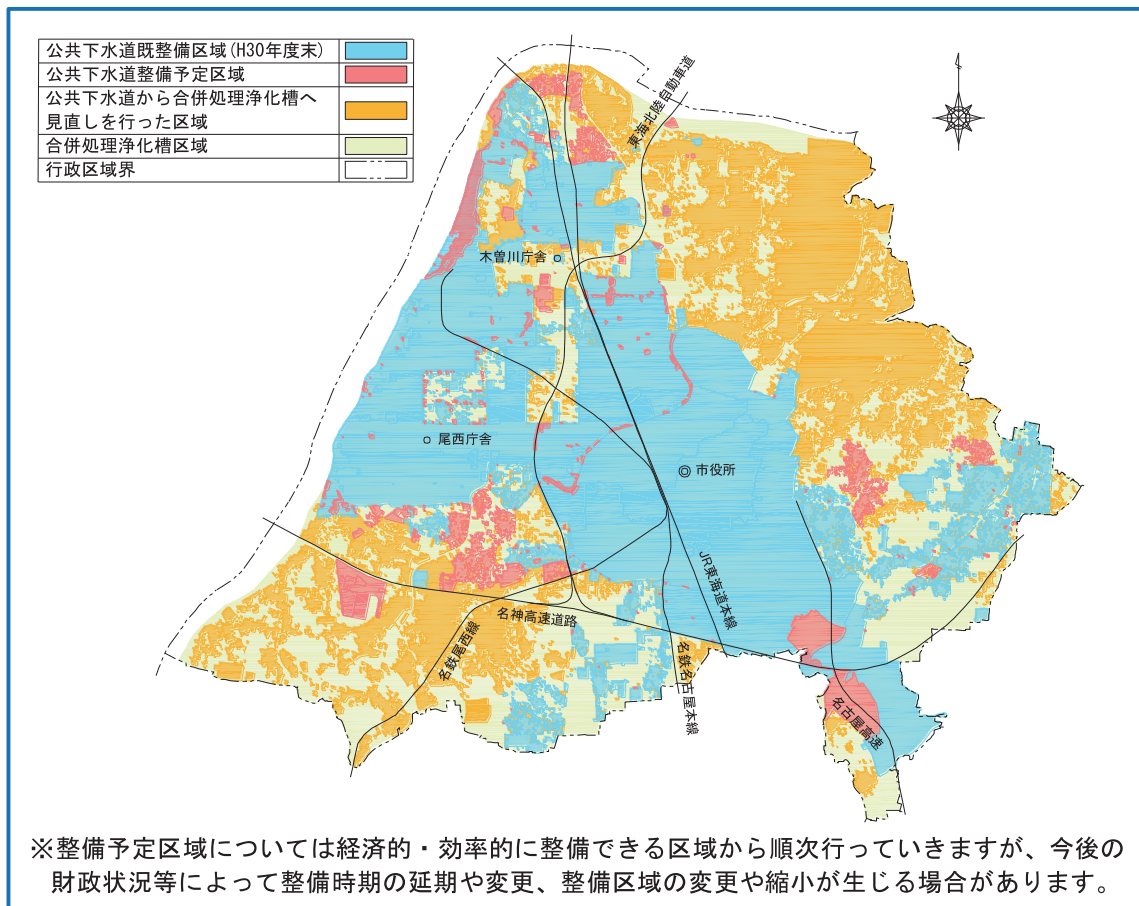 公共下水道既整備区域(H30年度末)
公共下水道整備予定区域
公共下水道から合併処理浄化槽へ
見直しを行った区域
合併処理浄化槽区域
行政区域界
東海北陸自動車道
木曽川庁舎
尾西庁舎
市役所
JR東海道本線
名神高速道路
名鉄尾西線
名鉄名古屋本線
名古屋高速
※整備予定区域については経済的・効率的に整備できる区域から順次行っていきますが、今後の
財政状況等によって整備時期の延期や変更、整備区域の変更や縮小が生じる場合があります。